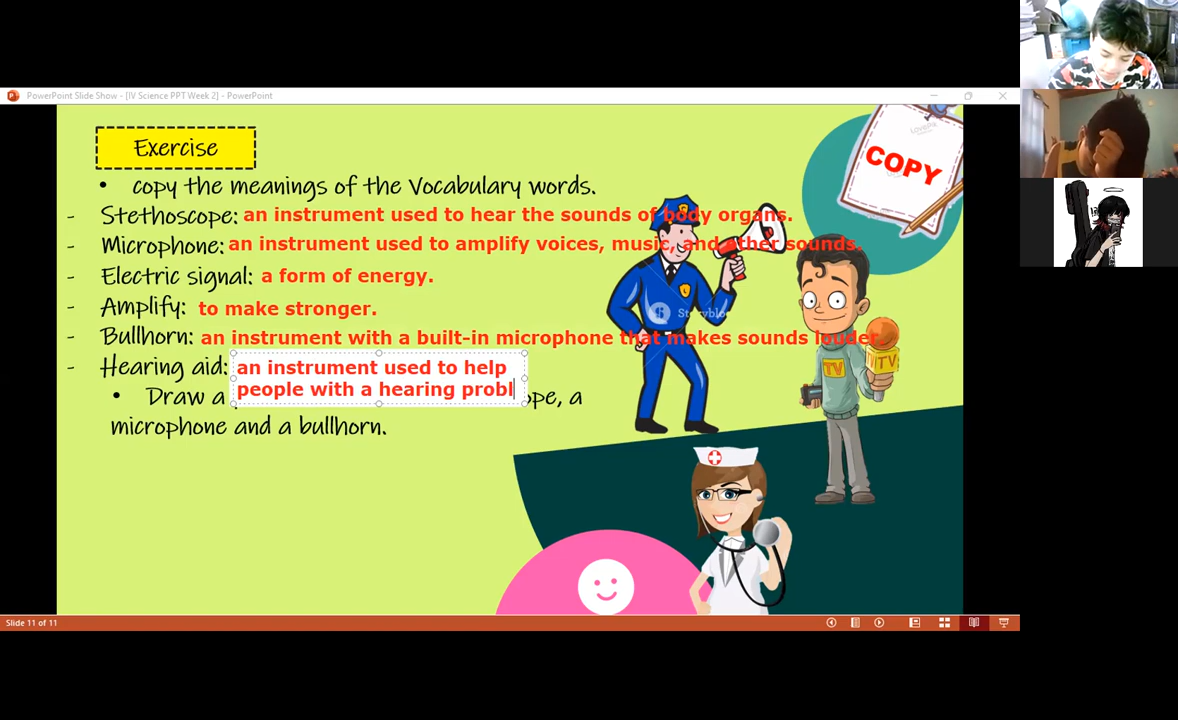 PowerPoint Slide Show - [IV Science PPT Week 2] - PowerPoint
Exercise
COPY
• copy the meanings of the Vocabulary words.
- Stethoscope: an instrument used to hear the sounds of body organs.
- Microphone: an instrument used to amplify voices, music, and other sounds.
- Electric signal: a form of energy.
- Amplify: to make stronger.
- Bullhorn: an instrument with a built-in microphone that makes sounds louder.
- Hearing aid: an instrument used to help
people with a hearing probl
• Draw a ope, a
microphone and a bullhorn.
TV
TV
Slide 11 of 11